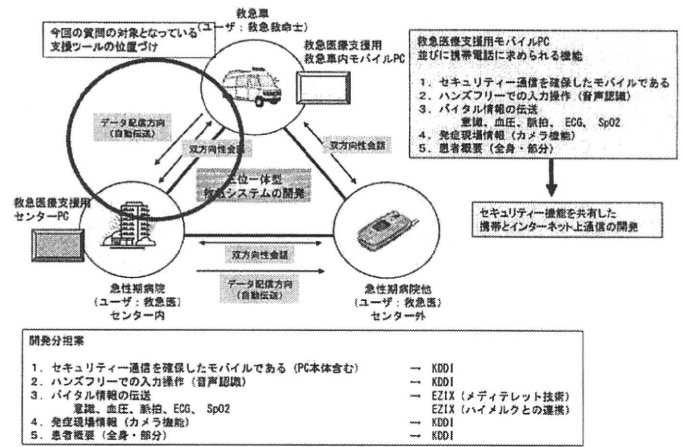 今回の質問の対象となっている
支援ツールの位置づけ
救急車
(ユーザ：救急救命士)
救急医療支援用
救急車内モバイルPC
データ配信方向
(自動伝送)
双方向性会話
双方向性会話
三位一体型
救急システムの開発
救急医療支援用
センターPC
急性期病院
(ユーザ：救急医)
センター内
双方向性会話
データ配信方向
(自動伝送)
急性期病院他
(ユーザ：救急医)
センター外
救急医療支援用モバイルPC
並びに携帯電話に求められる機能
1．セキュリティー通信を確保したモバイルである
2．ハンズフリーでの入力操作（音声認識）
3．バイタル情報の伝送
意識、血圧、脈拍、ECG、SpO2
4．発症現場情報（カメラ機能）
5．患者概要（全身・部分）
セキュリティー機能を共有した
携帯とインターネット上通信の開発
開発分担案
1．セキュリティー通信を確保したモバイルである（PC本体含む） → KDDI
2．ハンズフリーでの入力操作（音声認識） → KDDI
3．バイタル情報の伝送 → EZIX（メディテレット技術）
意識、血圧、脈拍、ECG、SpO2 EZIX（ハイメルクとの連携）
4．発症現場情報（カメラ機能） → KDDI
5．患者概要（全身・部分） → KDDI